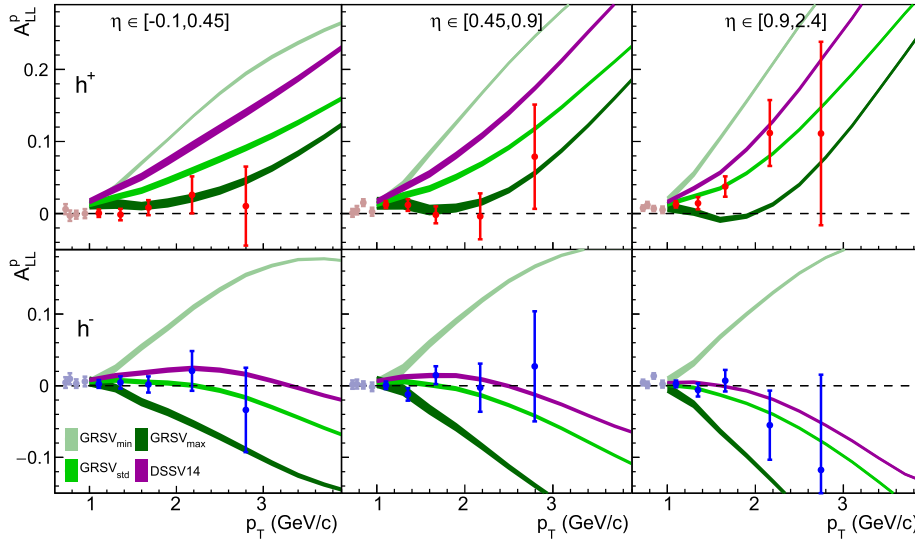 A_LL^p
η ∈ [-0.1,0.45]
η ∈ [0.45,0.9]
η ∈ [0.9,2.4]
h⁺
0.2
0.1
0
A_LL^p
h⁻
0.1
0
−0.1
GRSV_min
GRSV_max
GRSV_std
DSSV14
1 2 3
1 2 3
1 2 3
p_T (GeV/c)
p_T (GeV/c)
p_T (GeV/c)